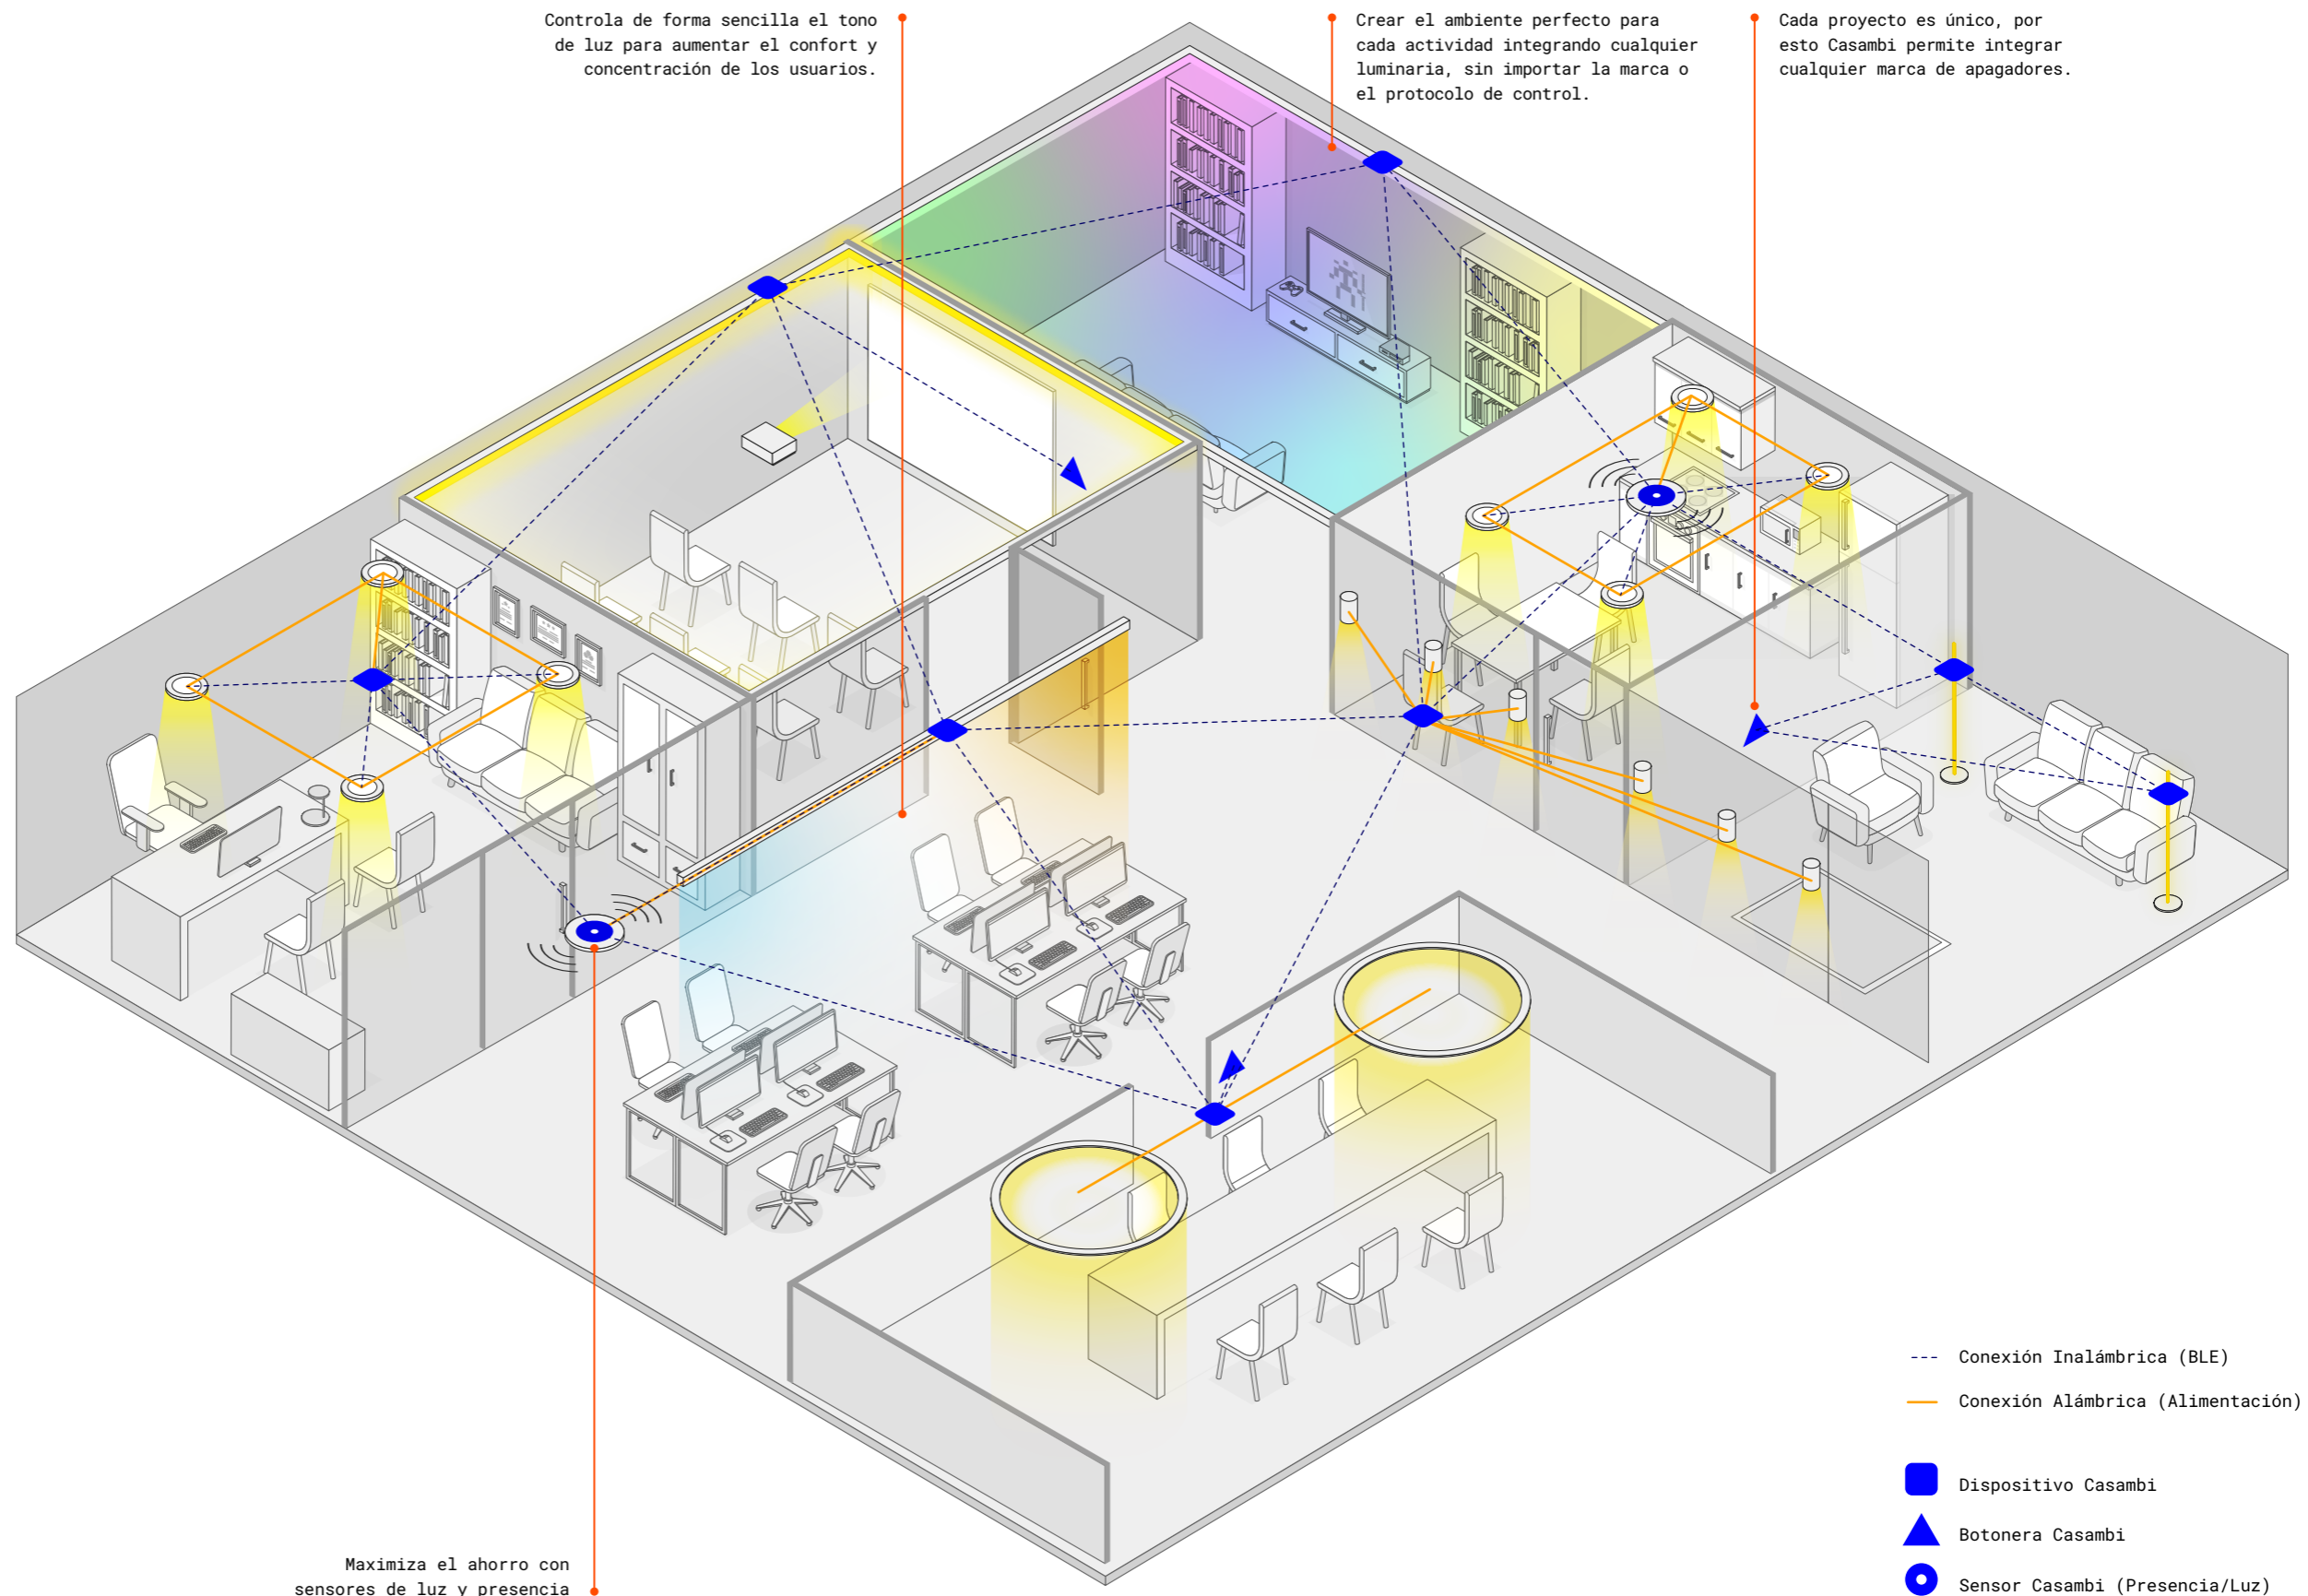 Controla de forma sencilla el tono
de luz para aumentar el confort y
concentración de los usuarios.
Crear el ambiente perfecto para
cada actividad integrando cualquier
luminaria, sin importar la marca o
el protocolo de control.
Cada proyecto es único, por
esto Casambi permite integrar
cualquier marca de apagadores.
Conexión Inalámbrica (BLE)
Conexión Alámbrica (Alimentación)
Dispositivo Casambi
Botonera Casambi
Sensor Casambi (Presencia/Luz)
Maximiza el ahorro con
sensores de luz y presencia